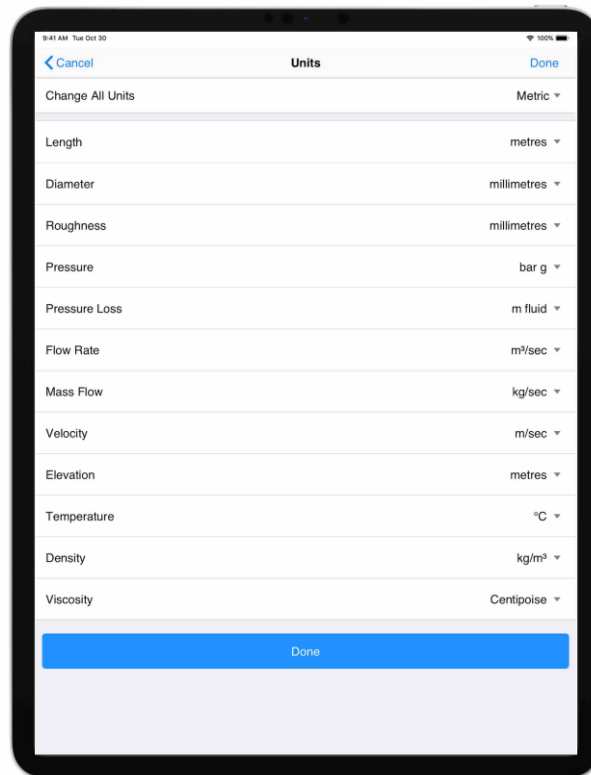 9:41 AM Tue Oct 30 100%
Cancel Units Done
Change All Units Metric
Length metres
Diameter millimetres
Roughness millimetres
Pressure bar g
Pressure Loss m fluid
Flow Rate m³/sec
Mass Flow kg/sec
Velocity m/sec
Elevation metres
Temperature °C
Density kg/m³
Viscosity Centipoise
Done